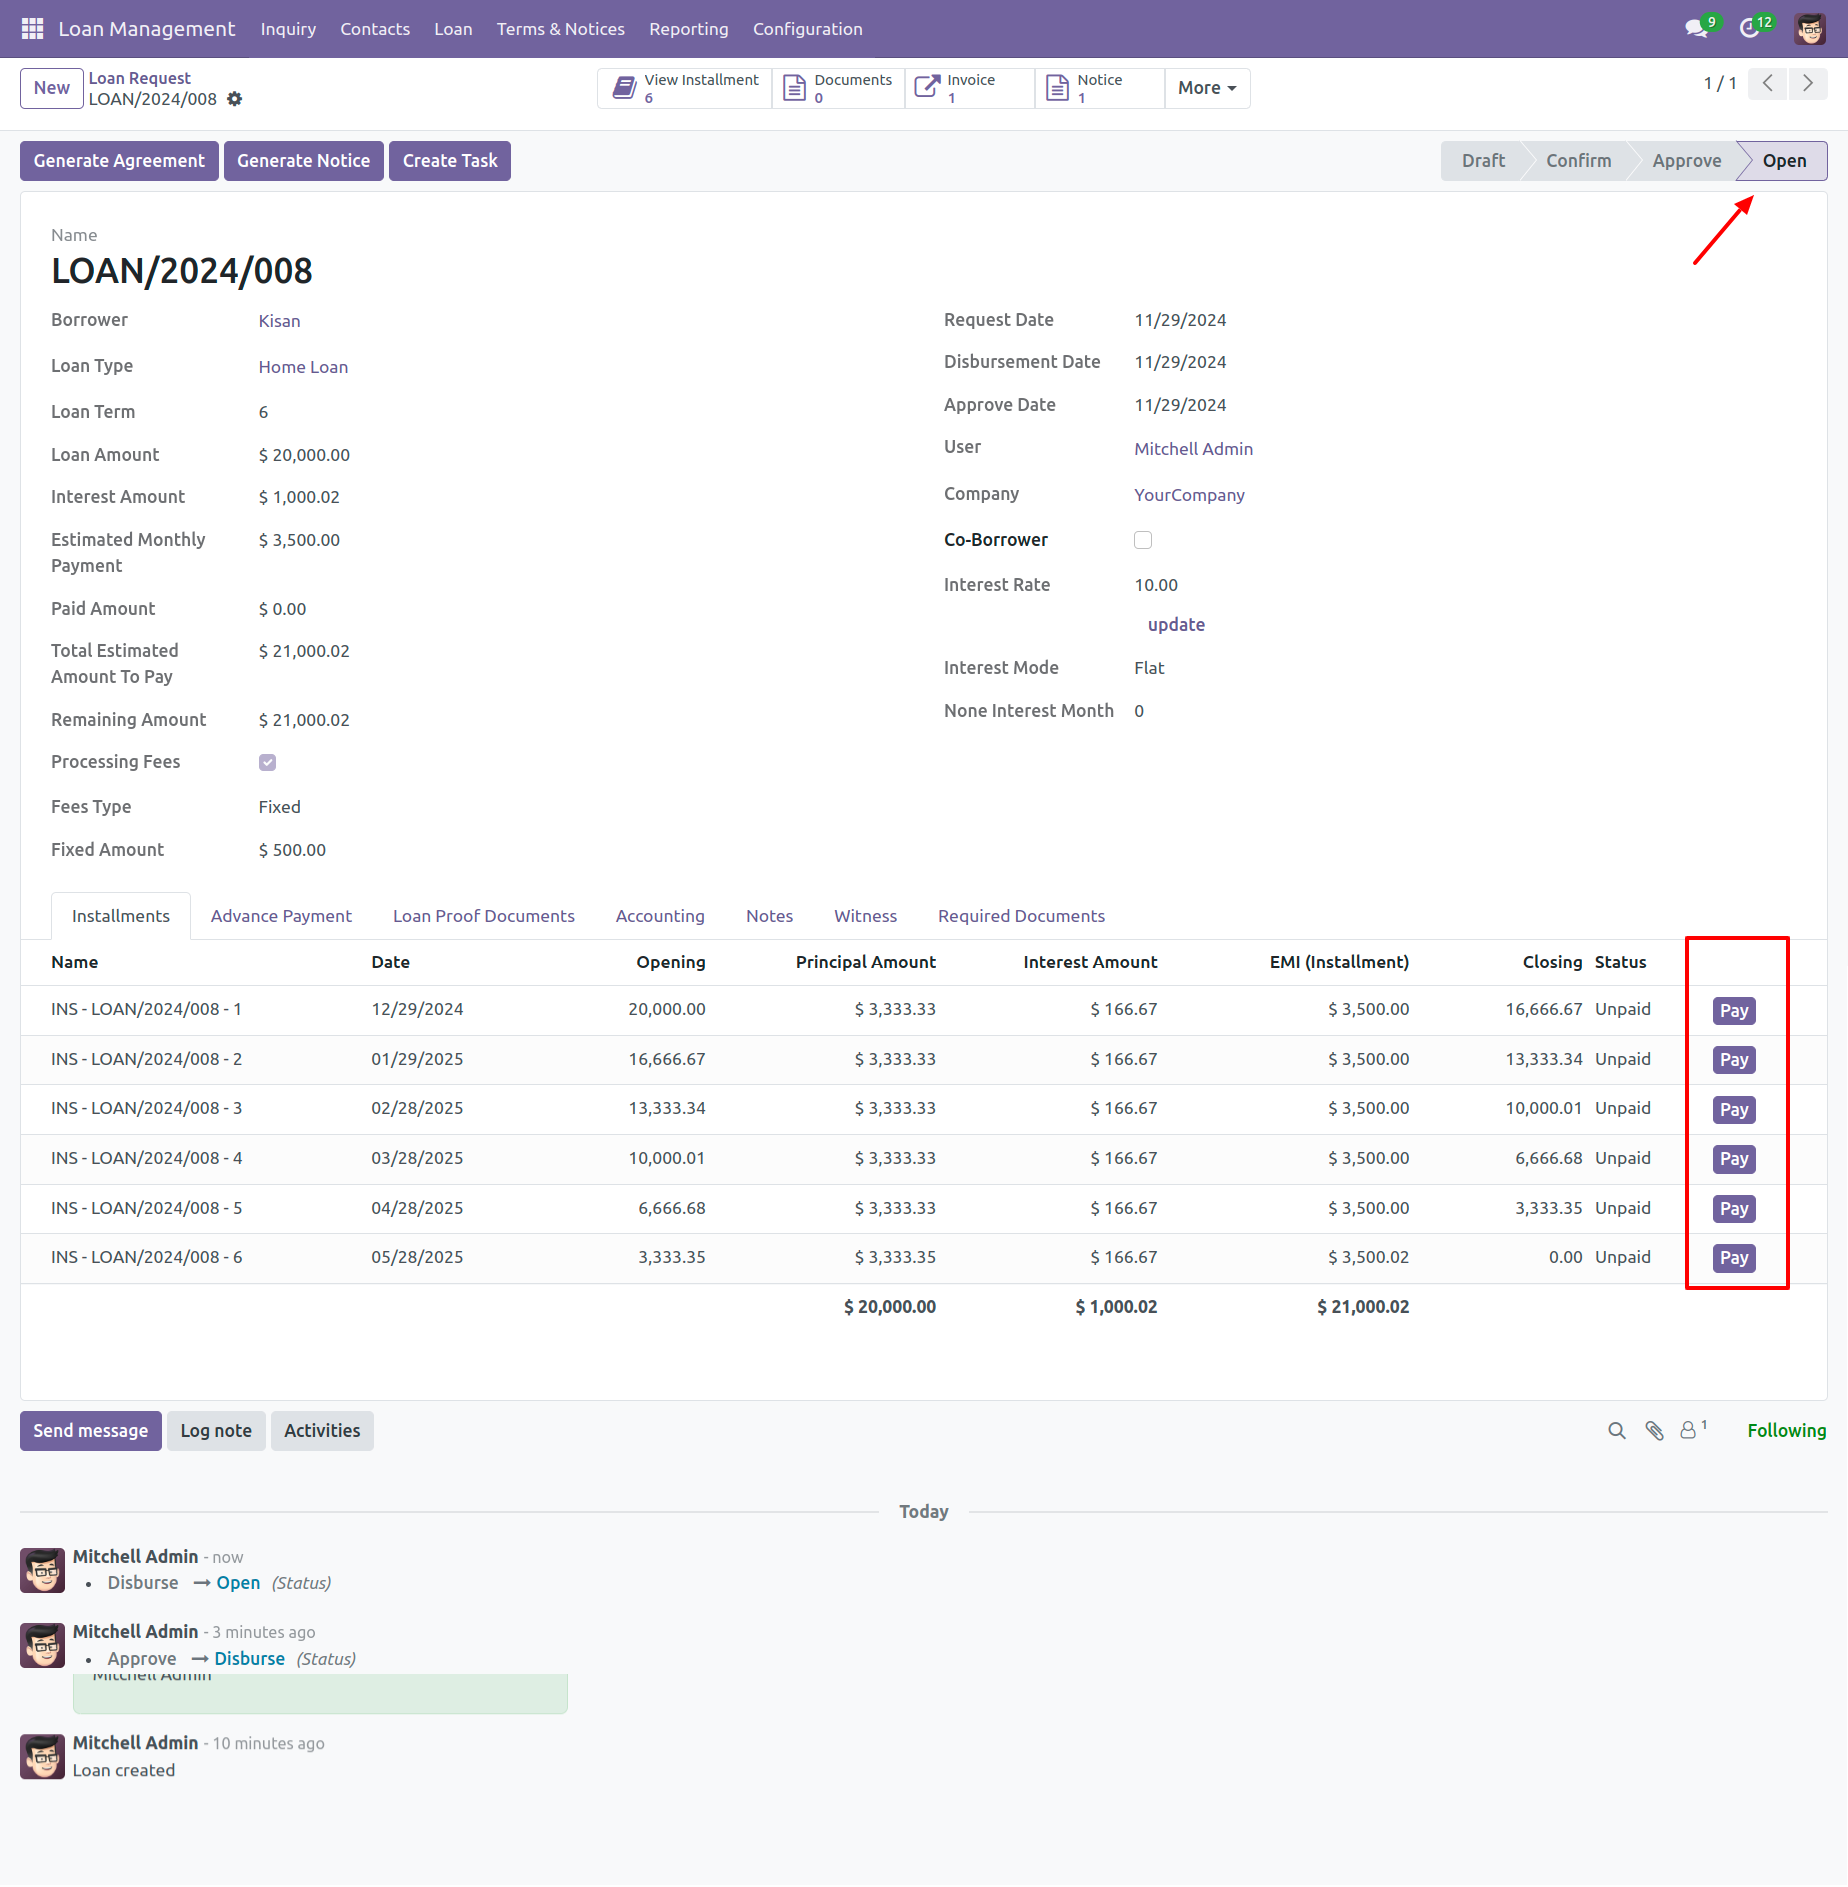 Loan Management Inquiry Contacts Loan Terms & Notices Reporting Configuration 9 12
New Loan Request
LOAN/2024/008
View Installment 6 Documents 0 Invoice 1 Notice 1 More 1 / 1
Generate Agreement Generate Notice Create Task Draft Confirm Approve Open
Name
LOAN/2024/008
Borrower Kisan
Loan Type Home Loan
Loan Term 6
Loan Amount $ 20,000.00
Interest Amount $ 1,000.02
Estimated Monthly Payment $ 3,500.00
Paid Amount $ 0.00
Total Estimated Amount To Pay $ 21,000.02
Remaining Amount $ 21,000.02
Processing Fees
Fees Type Fixed
Fixed Amount $ 500.00
Request Date 11/29/2024
Disbursement Date 11/29/2024
Approve Date 11/29/2024
User Mitchell Admin
Company YourCompany
Co-Borrower
Interest Rate 10.00
update
Interest Mode Flat
None Interest Month 0
Installments Advance Payment Loan Proof Documents Accounting Notes Witness Required Documents
Name Date Opening Principal Amount Interest Amount EMI (Installment) Closing Status
INS - LOAN/2024/008 - 1 12/29/2024 20,000.00 $ 3,333.33 $ 166.67 $ 3,500.00 16,666.67 Unpaid Pay
INS - LOAN/2024/008 - 2 01/29/2025 16,666.67 $ 3,333.33 $ 166.67 $ 3,500.00 13,333.34 Unpaid Pay
INS - LOAN/2024/008 - 3 02/28/2025 13,333.34 $ 3,333.33 $ 166.67 $ 3,500.00 10,000.01 Unpaid Pay
INS - LOAN/2024/008 - 4 03/28/2025 10,000.01 $ 3,333.33 $ 166.67 $ 3,500.00 6,666.68 Unpaid Pay
INS - LOAN/2024/008 - 5 04/28/2025 6,666.68 $ 3,333.33 $ 166.67 $ 3,500.00 3,333.35 Unpaid Pay
INS - LOAN/2024/008 - 6 05/28/2025 3,333.35 $ 3,333.35 $ 166.67 $ 3,500.02 0.00 Unpaid Pay
$ 20,000.00 $ 1,000.02 $ 21,000.02
Send message Log note Activities 1 Following
Today
Mitchell Admin - now
• Disburse → Open (Status)
Mitchell Admin - 3 minutes ago
• Approve → Disburse (Status)
Mitchell Admin
Mitchell Admin - 10 minutes ago
Loan created